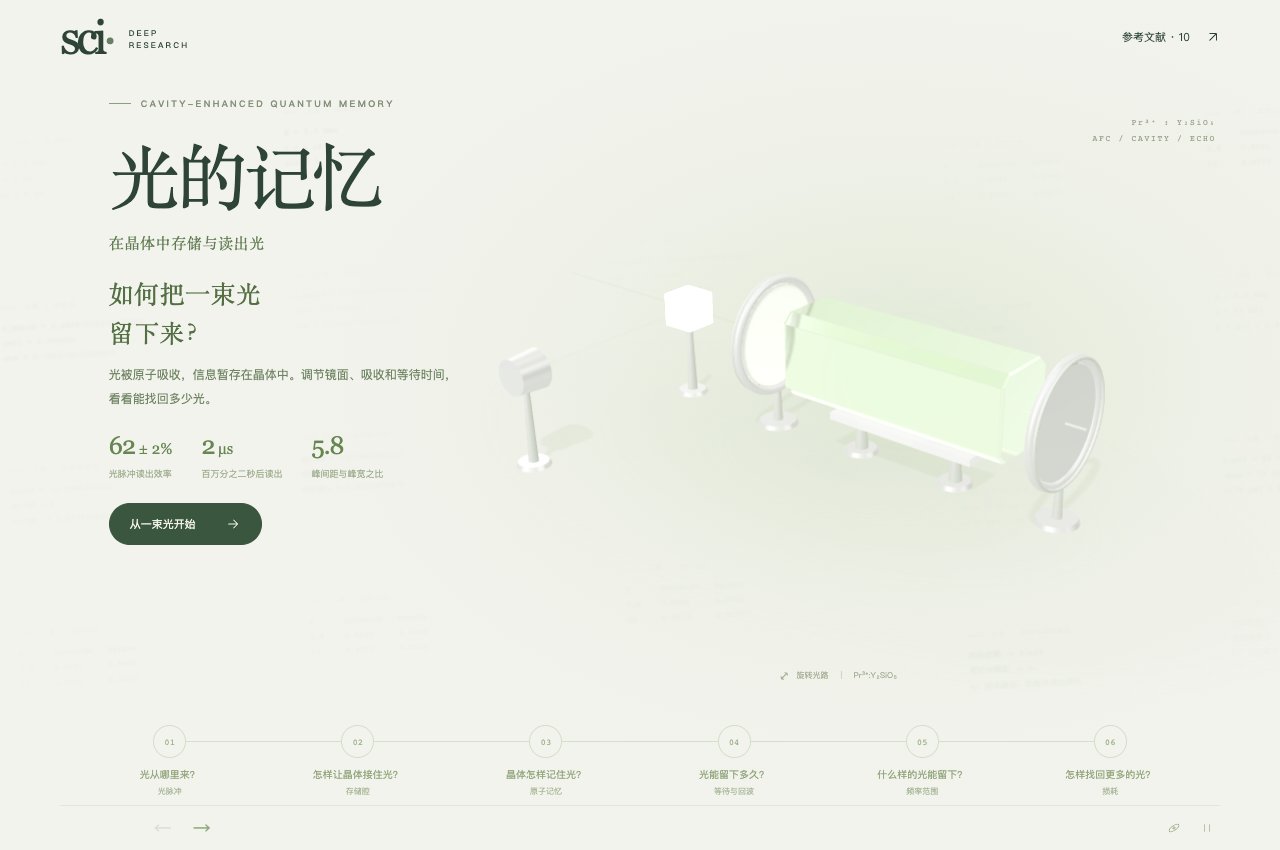 sci
DEEP
RESEARCH
参考文献 · 10
CAVITY–ENHANCED QUANTUM MEMORY
Pr³⁺ : Y₂SiO₅
AFC / CAVITY / ECHO
光的记忆
在晶体中存储与读出光
如何把一束光
留下来?
光被原子吸收，信息暂存在晶体中。调节镜面、吸收和等待时间，
看看能找回多少光。
62 ± 2%
光脉冲读出效率
2 μs
百万分之二秒后读出
5.8
峰间距与峰宽之比
从一束光开始
旋转光路
Pr³⁺:Y₂SiO₅
01
光从哪里来?
光脉冲
02
怎样让晶体接住光?
存储腔
03
晶体怎样记住光?
原子记忆
04
光能留下多久?
等待与回波
05
什么样的光能留下?
频率范围
06
怎样找回更多的光?
损耗